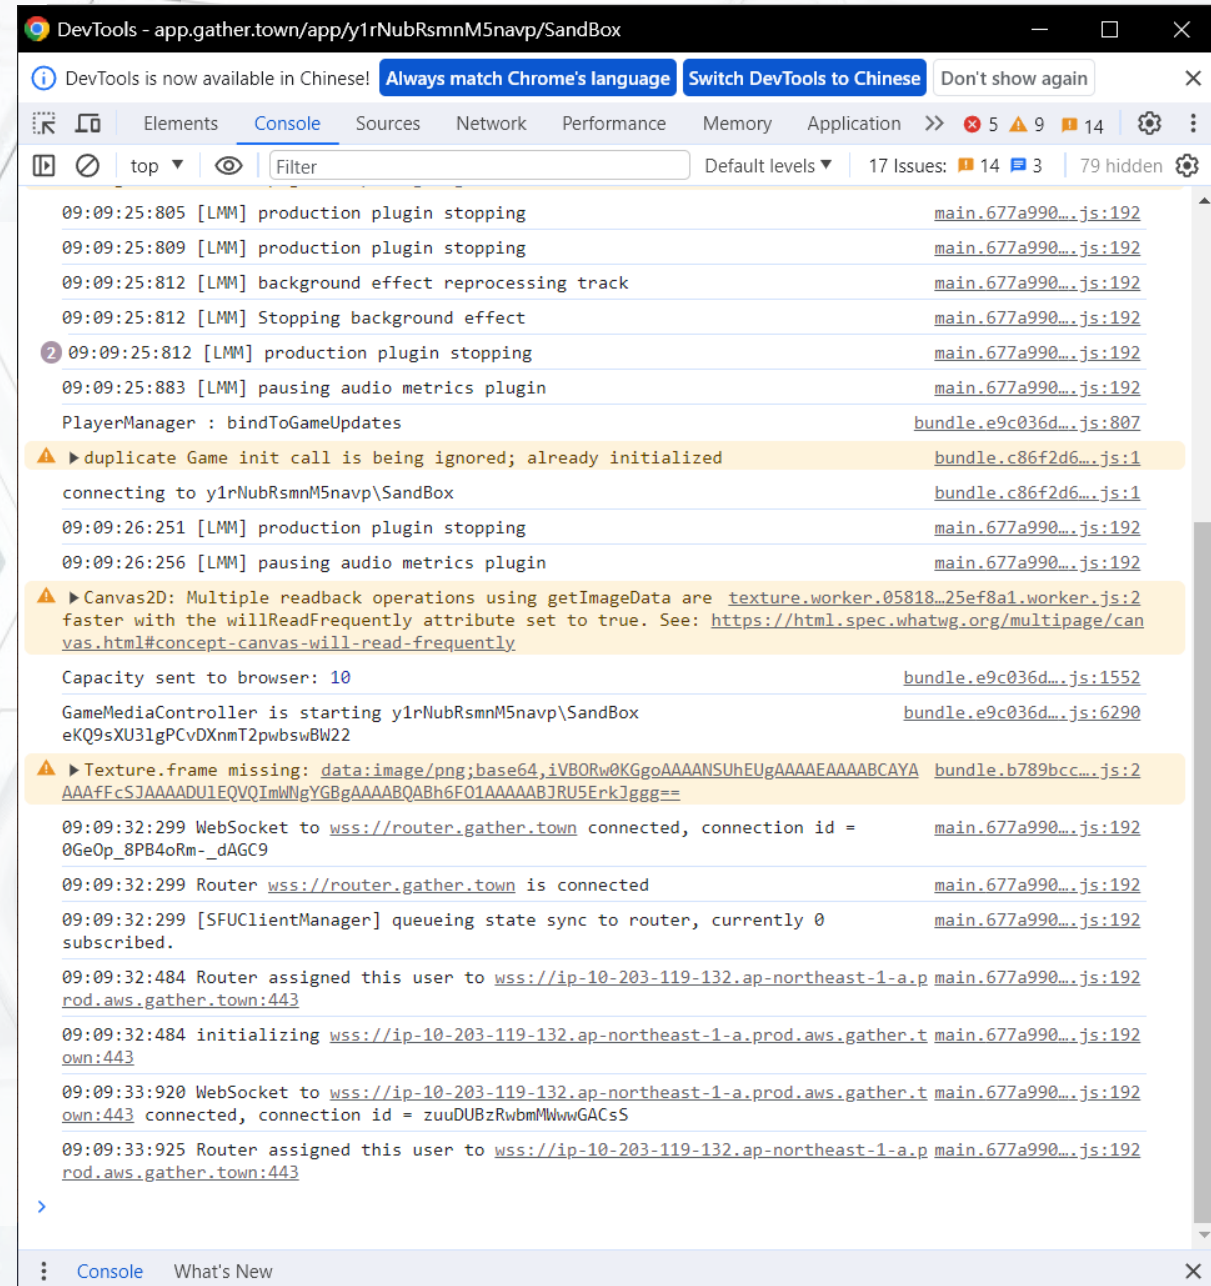 DevTools - app.gather.town/app/y1rNubRsmnM5navp/SandBox
DevTools is now available in Chinese! Always match Chrome's language Switch DevTools to Chinese Don't show again
Elements Console Sources Network Performance Memory Application 5 9 14
top Filter Default levels 17 Issues: 14 3 79 hidden
09:09:25:805 [LMM] production plugin stopping main.677a990….js:192
09:09:25:809 [LMM] production plugin stopping main.677a990….js:192
09:09:25:812 [LMM] background effect reprocessing track main.677a990….js:192
09:09:25:812 [LMM] Stopping background effect main.677a990….js:192
2 09:09:25:812 [LMM] production plugin stopping main.677a990….js:192
09:09:25:883 [LMM] pausing audio metrics plugin main.677a990….js:192
PlayerManager : bindToGameUpdates bundle.e9c036d….js:807
duplicate Game init call is being ignored; already initialized bundle.c86f2d6….js:1
connecting to y1rNubRsmnM5navp\SandBox bundle.c86f2d6….js:1
09:09:26:251 [LMM] production plugin stopping main.677a990….js:192
09:09:26:256 [LMM] pausing audio metrics plugin main.677a990….js:192
Canvas2D: Multiple readback operations using getImageData are texture.worker.05818…25ef8a1.worker.js:2
faster with the willReadFrequently attribute set to true. See: https://html.spec.whatwg.org/multipage/can
vas.html#concept-canvas-will-read-frequently
Capacity sent to browser: 10 bundle.e9c036d….js:1552
GameMediaController is starting y1rNubRsmnM5navp\SandBox bundle.e9c036d….js:6290
eKQ9sXU3lgPCvDXnmT2pwbswBW22
Texture.frame missing: data:image/png;base64,iVBORw0KGgoAAAANSUhEUgAAAAEAAAABCAYA bundle.b789bcc….js:2
AAAfFcSJAAAADUlEQVQImWNgYGBgAAAABQABh6FO1AAAAABJRU5ErkJggg==
09:09:32:299 WebSocket to wss://router.gather.town connected, connection id = main.677a990….js:192
0GeOp_8PB4oRm-_dAGC9
09:09:32:299 Router wss://router.gather.town is connected main.677a990….js:192
09:09:32:299 [SFUClientManager] queueing state sync to router, currently 0 main.677a990….js:192
subscribed.
09:09:32:484 Router assigned this user to wss://ip-10-203-119-132.ap-northeast-1-a.p main.677a990….js:192
rod.aws.gather.town:443
09:09:32:484 initializing wss://ip-10-203-119-132.ap-northeast-1-a.prod.aws.gather.t main.677a990….js:192
own:443
09:09:33:920 WebSocket to wss://ip-10-203-119-132.ap-northeast-1-a.prod.aws.gather.t main.677a990….js:192
own:443 connected, connection id = zuuDUBzRwbmMWwwGACsS
09:09:33:925 Router assigned this user to wss://ip-10-203-119-132.ap-northeast-1-a.p main.677a990….js:192
rod.aws.gather.town:443
Console What's New